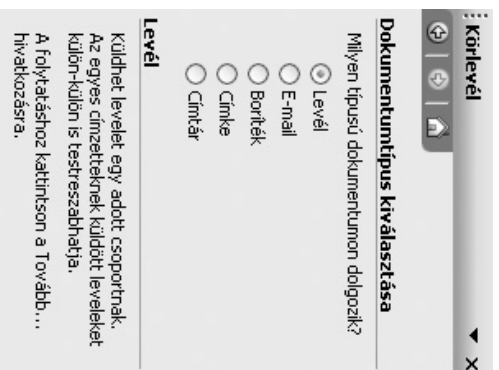 Körlevél
Dokumentumtípus kiválasztása
Milyen típusú dokumentumon dolgozik?
Levél
E-mail
Boríték
Címke
Címtár
Levél
Küldhet levelet egy adott csoportnak.
Az egyes címzetteknek küldött leveleket
külön-külön is testreszabhatja.
A folytatáshoz kattintson a Tovább...
hivatkozásra.